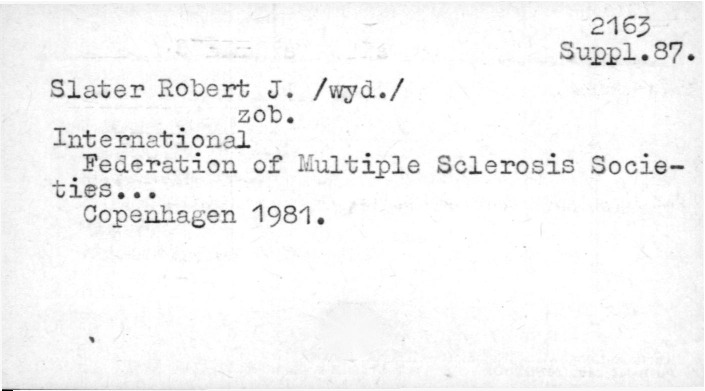 2163
Suppl.87.
Slater Robert J. /wyd./
zob.
International
Federation of Multiple Sclerosis Socie-
ties...
Copenhagen 1981.